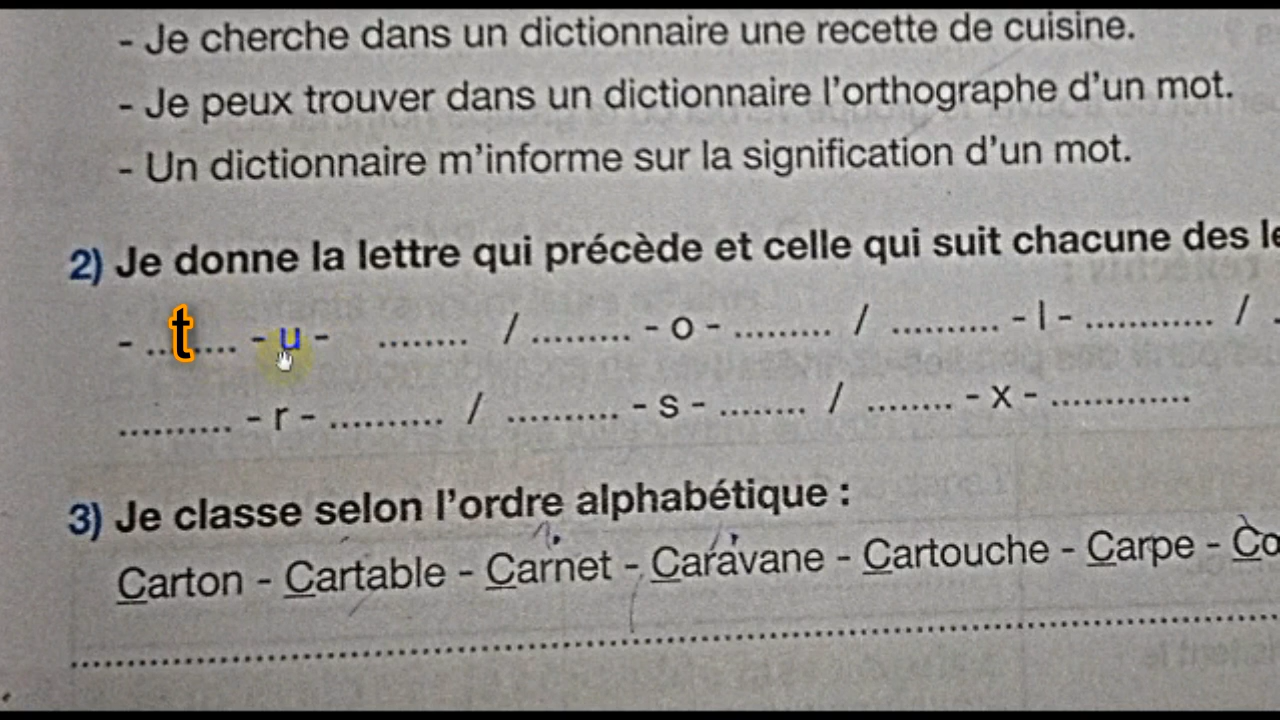 - Je cherche dans un dictionnaire une recette de cuisine.
- Je peux trouver dans un dictionnaire l'orthographe d'un mot.
- Un dictionnaire m'informe sur la signification d'un mot.
2) Je donne la lettre qui précède et celle qui suit chacune des le
- ..t.... - u - ........ / ......... - o - ......... / .......... - l - ............ / .
.......... - r - .......... / .......... - s - ........ / ........ - x - .............
3) Je classe selon l'ordre alphabétique :
Carton - Cartable - Carnet - Caravane - Cartouche - Carpe - Co